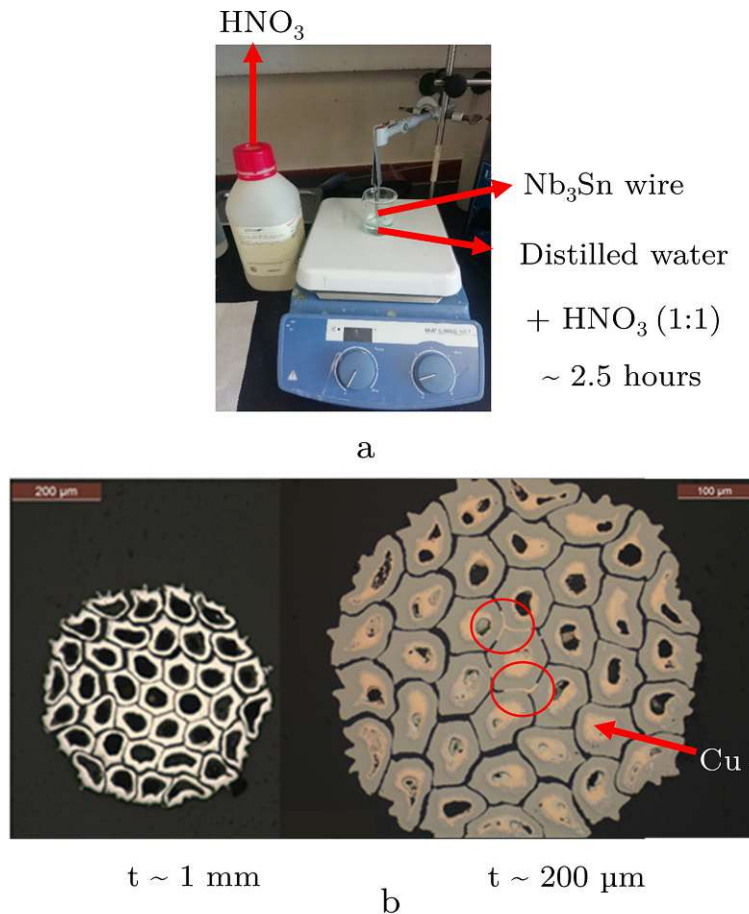 HNO₃
Nb₃Sn wire
Distilled water
+ HNO₃ (1:1)
~ 2.5 hours
a
200 µm
100 µm
Cu
t ~ 1 mm
t ~ 200 µm
b